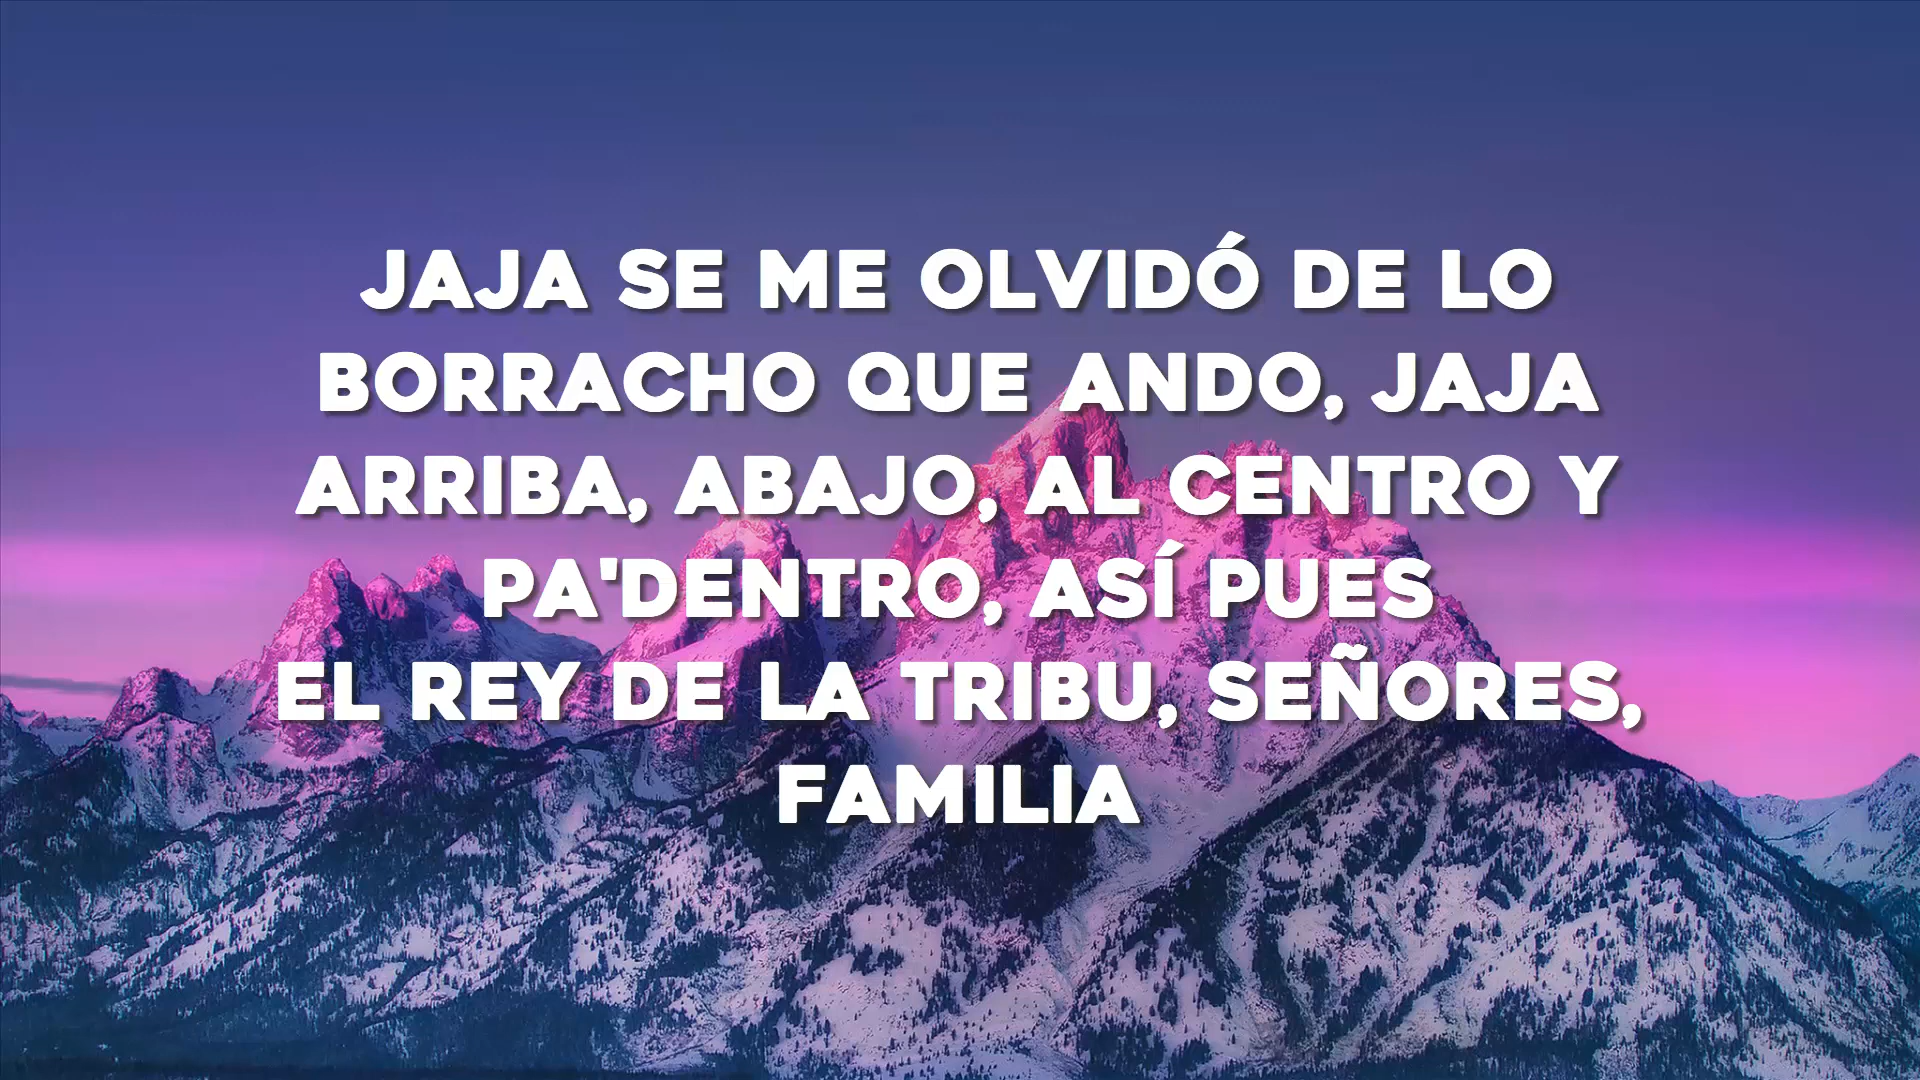 JAJA SE ME OLVIDÓ DE LO
BORRACHO QUE ANDO, JAJA
ARRIBA, ABAJO, AL CENTRO Y
PA'DENTRO, ASÍ PUES
EL REY DE LA TRIBU, SEÑORES,
FAMILIA